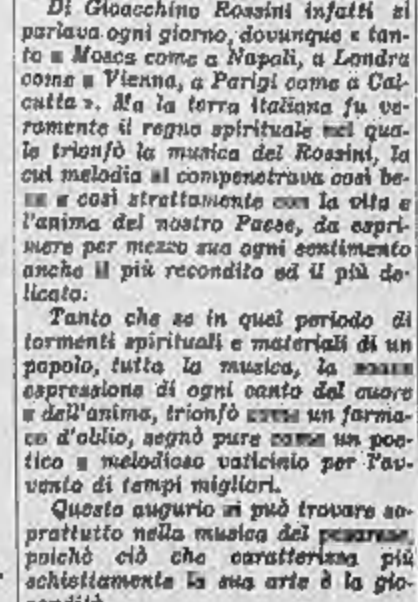 Di Gioacchino Rossini infatti si
parlava ogni giorno, dovunque « tan-
to a Mosca come a Napoli, a Londra
come a Vienna, a Parigi come a Cal-
cutta ». Ma la terra italiana fu ve-
ramente il regno spirituale nel qua-
le trionfò la musica del Rossini, la
cui melodia si compenetrava così be-
ne e così strettamente con la vita e
l'anima del nostro Paese, da espri-
mere per mezzo suo ogni sentimento
anche il più recondito ed il più de-
licato.
Tanto che se in quel periodo di
tormenti spirituali e materiali di un
popolo, tutta la musica, la
espressione di ogni canto del cuore
e dell'anima, trionfò come un farma-
co d'oblio, segnò pure come un poe-
tico e melodioso vaticinio per l'av-
vento di tempi migliori.
Questo augurio si può trovare so-
prattutto nella musica del pesarese,
poichè ciò che caratterizza più
schiettamente la sua arte è la gio-
condità